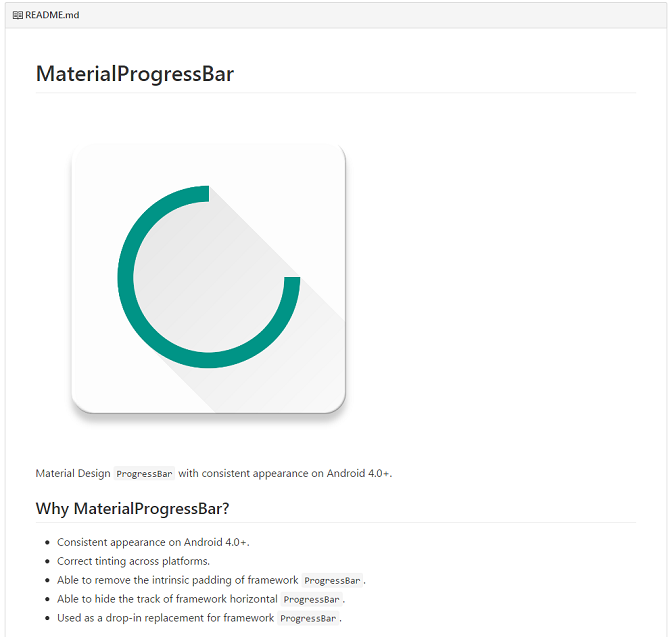 README.md
MaterialProgressBar
Material Design ProgressBar with consistent appearance on Android 4.0+.
Why MaterialProgressBar?
Consistent appearance on Android 4.0+.
Correct tinting across platforms.
Able to remove the intrinsic padding of framework ProgressBar.
Able to hide the track of framework horizontal ProgressBar.
Used as a drop-in replacement for framework ProgressBar.